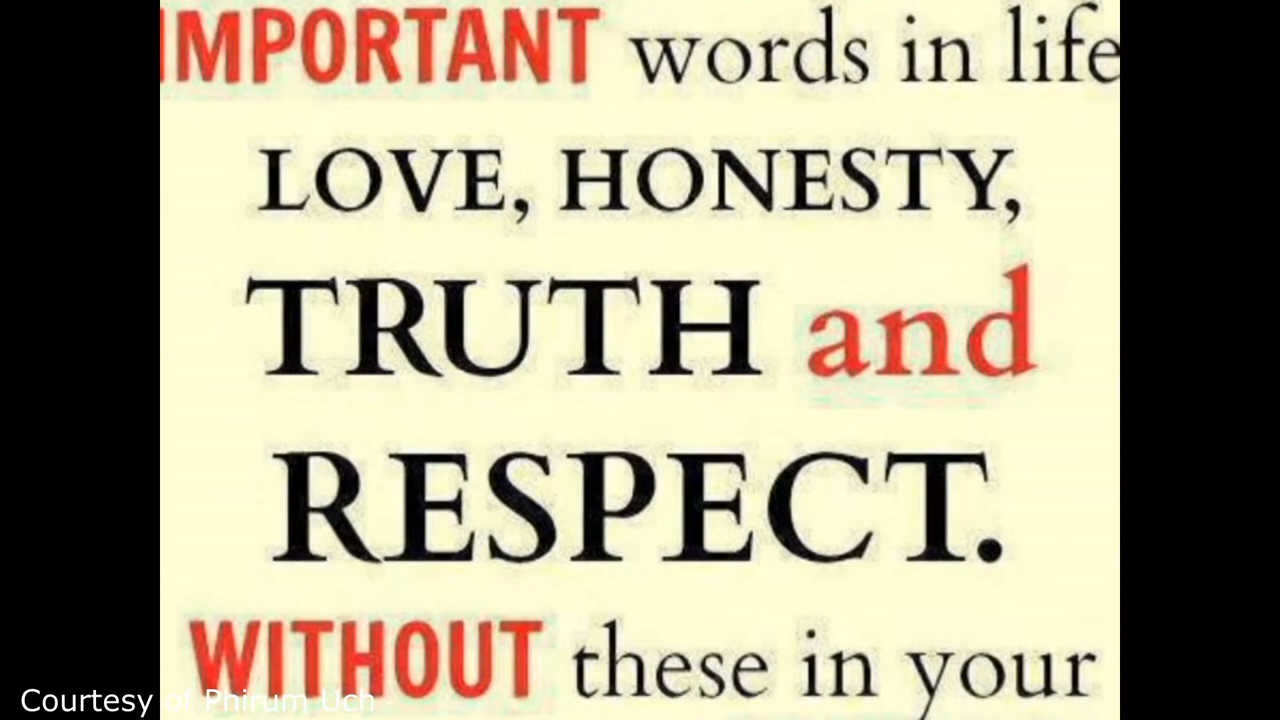 IMPORTANT words in life
LOVE, HONESTY,
TRUTH and
RESPECT.
WITHOUT these in your
Courtesy of Phirum Uch